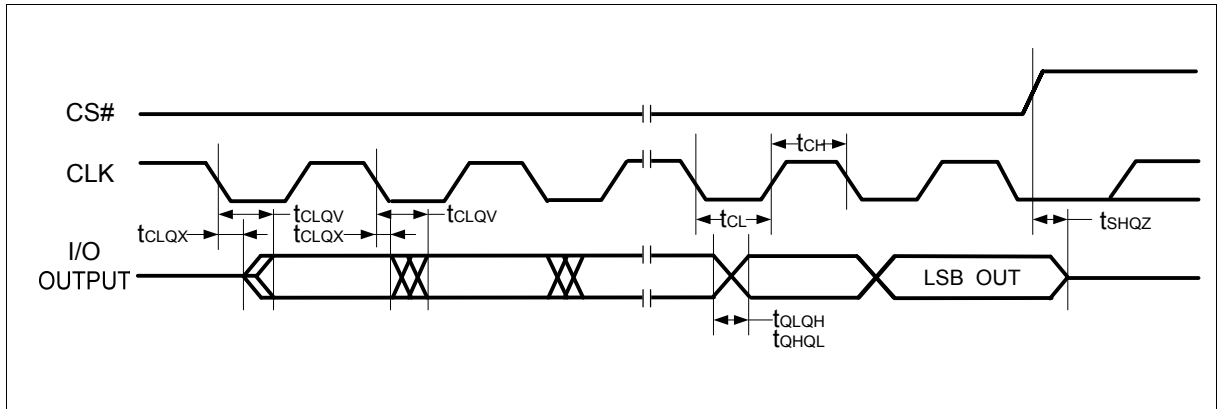 CS#
CLK
tCH
tCLQV
tCLQV
tCLQX
tCLQX
tCL
tSHQZ
I/O
OUTPUT
LSB OUT
tQLQH
tQHQL